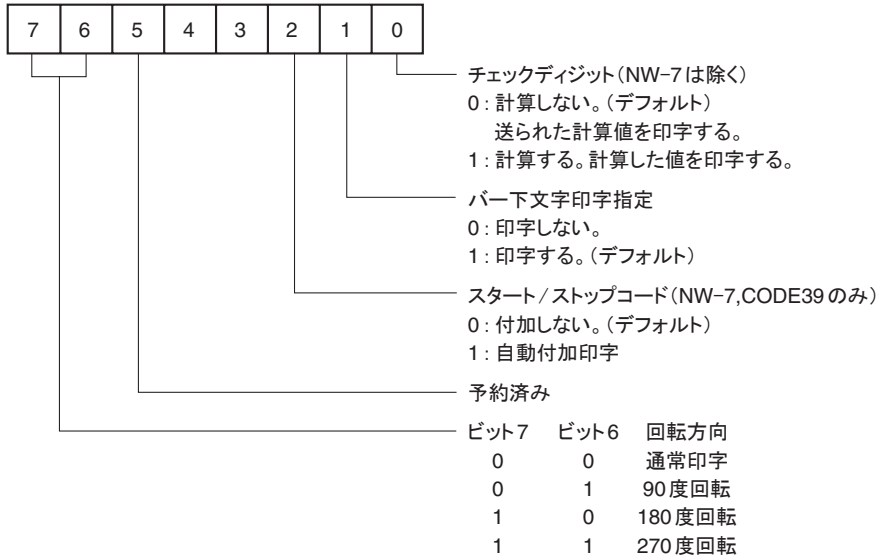 7 6 5 4 3 2 1 0
チェックディジット(NW-7は除く)
0:計算しない。(デフォルト)
送られた計算値を印字する。
1:計算する。計算した値を印字する。
バー下文字印字指定
0:印字しない。
1:印字する。(デフォルト)
スタート/ストップコード(NW-7,CODE39のみ)
0:付加しない。(デフォルト)
1:自動付加印字
予約済み
ビット7 ビット6 回転方向
0 0 通常印字
0 1 90度回転
1 0 180度回転
1 1 270度回転